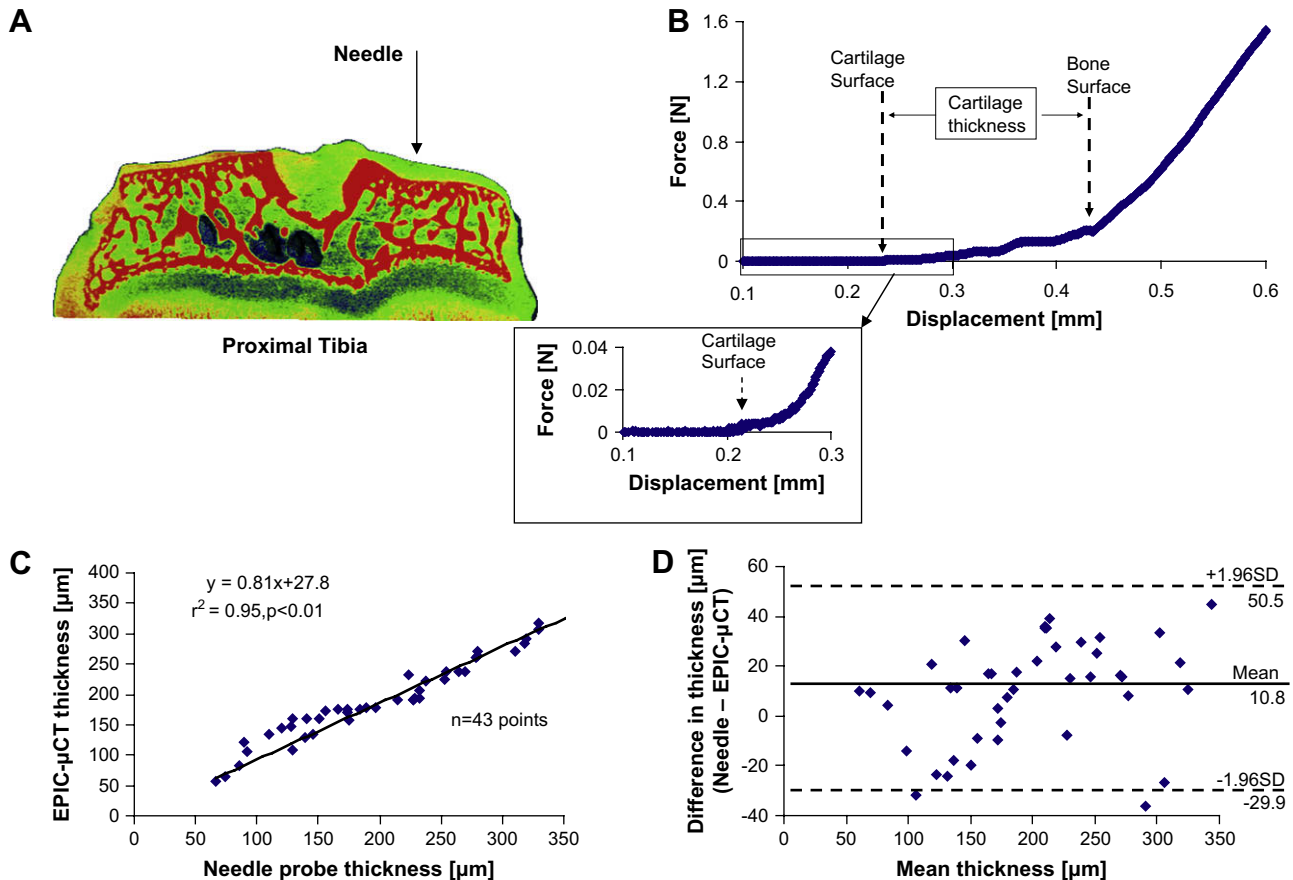 A
Needle
Proximal Tibia
B
Force [N]
1.6
1.2
0.8
0.4
0
0.1
0.2
0.3
0.4
0.5
0.6
Displacement [mm]
Cartilage
Surface
Cartilage
thickness
Bone
Surface
Force [N]
0.04
0.02
0
0.1
0.2
0.3
Displacement [mm]
Cartilage
Surface
C
EPIC-µCT thickness [µm]
400
350
300
250
200
150
100
50
0
0
50
100
150
200
250
300
350
Needle probe thickness [µm]
y = 0.81x+27.8
r² = 0.95,p<0.01
n=43 points
D
Difference in thickness [µm]
(Needle – EPIC-µCT)
60
40
20
0
-20
-40
0
50
100
150
200
250
300
350
Mean thickness [µm]
+1.96SD
50.5
Mean
10.8
-1.96SD
-29.9